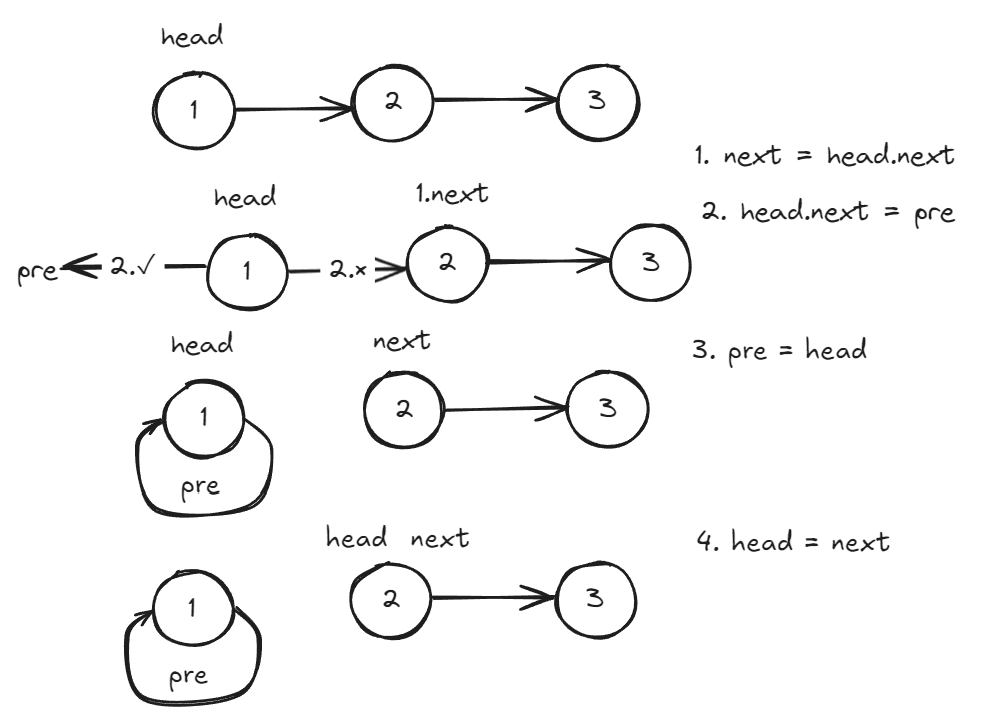 head
1 2 3
1. next = head.next
head 1.next
2. head.next = pre
pre 2.✓ 1 2.× 2 3
head next
3. pre = head
1 2 3
pre
head next
4. head = next
1 2 3
pre